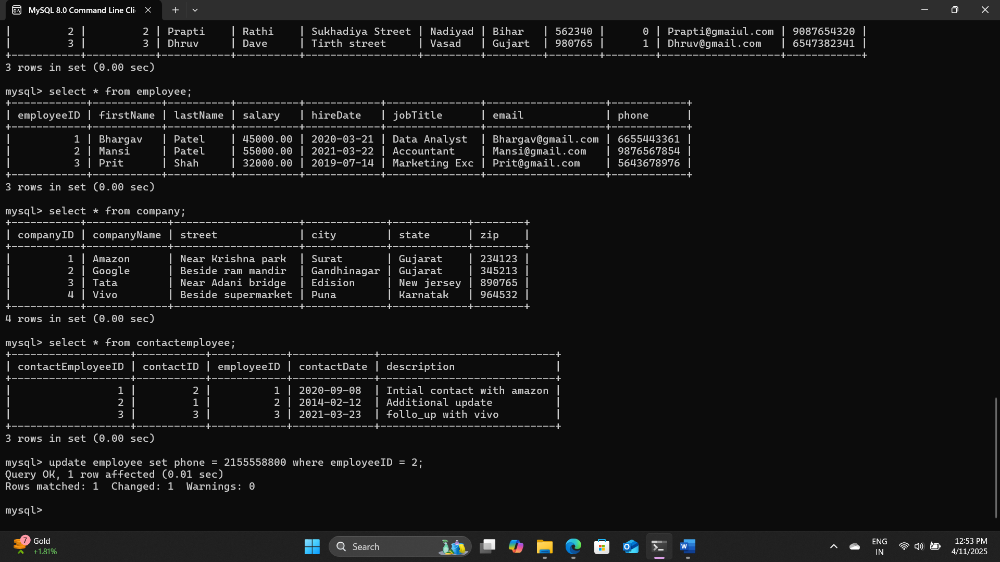 MySQL 8.0 Command Line Cli
|          2 |         2 | Prapti    | Rathi    | Sukhadiya Street | Nadiyad | Bihar   | 562340 |      0 | Prapti@gmaiul.com | 9087654320 |
|          3 |         3 | Dhruv     | Dave     | Tirth street     | Vasad   | Gujart  | 980765 |      1 | Dhruv@gmail.com   | 6547382341 |
+-----------+-----------+-----------+----------+------------------+---------+---------+--------+--------+-------------------+------------+
3 rows in set (0.00 sec)
mysql> select * from employee;
+------------+-----------+----------+----------+------------+---------------+-------------------+------------+
| employeeID | firstName | lastName | salary   | hireDate   | jobTitle      | email             | phone      |
+------------+-----------+----------+----------+------------+---------------+-------------------+------------+
|          1 | Bhargav   | Patel    | 45000.00 | 2020-03-21 | Data Analyst  | Bhargav@gmail.com | 6655443361 |
|          2 | Mansi     | Patel    | 55000.00 | 2021-03-22 | Accountant    | Mansi@gmail.com   | 9876567854 |
|          3 | Prit      | Shah     | 32000.00 | 2019-07-14 | Marketing Exc | Prit@gmail.com    | 5643678976 |
+------------+-----------+----------+----------+------------+---------------+-------------------+------------+
3 rows in set (0.00 sec)
mysql> select * from company;
+-----------+-------------+--------------------+-------------+------------+--------+
| companyID | companyName | street             | city        | state      | zip    |
+-----------+-------------+--------------------+-------------+------------+--------+
|         1 | Amazon      | Near Krishna park  | Surat       | Gujarat    | 234123 |
|         2 | Google      | Beside ram mandir  | Gandhinagar | Gujarat    | 345213 |
|         3 | Tata        | Near Adani bridge  | Edision     | New jersey | 890765 |
|         4 | Vivo        | Beside supermarket | Puna        | Karnatak   | 964532 |
+-----------+-------------+--------------------+-------------+------------+--------+
4 rows in set (0.00 sec)
mysql> select * from contactemployee;
+-------------------+-----------+------------+-------------+----------------------------+
| contactEmployeeID | contactID | employeeID | contactDate | description                |
+-------------------+-----------+------------+-------------+----------------------------+
|                 1 |         2 |          1 | 2020-09-08  | Intial contact with amazon |
|                 2 |         1 |          2 | 2014-02-12  | Additional update          |
|                 3 |         3 |          3 | 2021-03-23  | follo_up with vivo         |
+-------------------+-----------+------------+-------------+----------------------------+
3 rows in set (0.00 sec)
mysql> update employee set phone = 2155558800 where employeeID = 2;
Query OK, 1 row affected (0.01 sec)
Rows matched: 1  Changed: 1  Warnings: 0
mysql>
7 Gold
+1.81%
Search
ENG
IN
12:53 PM
4/11/2025